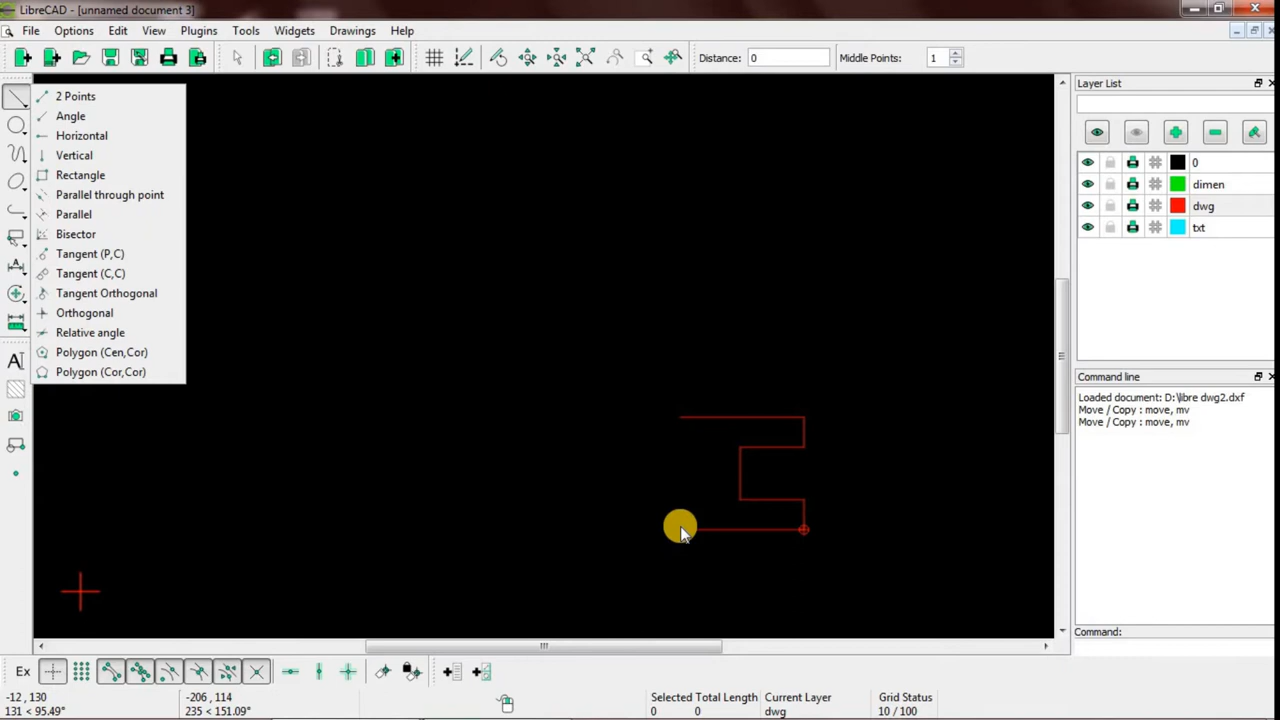 LibreCAD - [unnamed document 3]
File Options Edit View Plugins Tools Widgets Drawings Help
Distance: 0 Middle Points: 1
2 Points
Angle
Horizontal
Vertical
Rectangle
Parallel through point
Parallel
Bisector
Tangent (P,C)
Tangent (C,C)
Tangent Orthogonal
Orthogonal
Relative angle
Polygon (Cen,Cor)
Polygon (Cor,Cor)
A
Layer List
0
dimen
dwg
txt
Command line
Loaded document: D:\libre dwg2.dxf
Move / Copy : move, mv
Move / Copy : move, mv
Command:
Ex
-12 , 130
131 < 95.49°
-206 , 114
235 < 151.09°
Selected Total Length
0 0
Current Layer
dwg
Grid Status
10 / 100